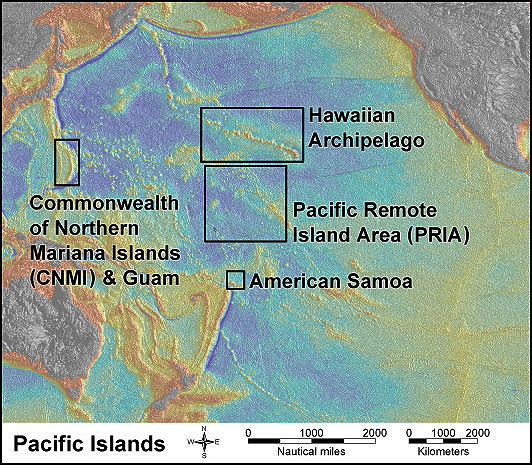 Hawaiian
Archipelago
Commonwealth
of Northern
Mariana Islands
(CNMI) & Guam
Pacific Remote
Island Area (PRIA)
American Samoa
Pacific Islands
N
W E
S
0 1000 2000
Nautical miles
0 1000 2000
Kilometers